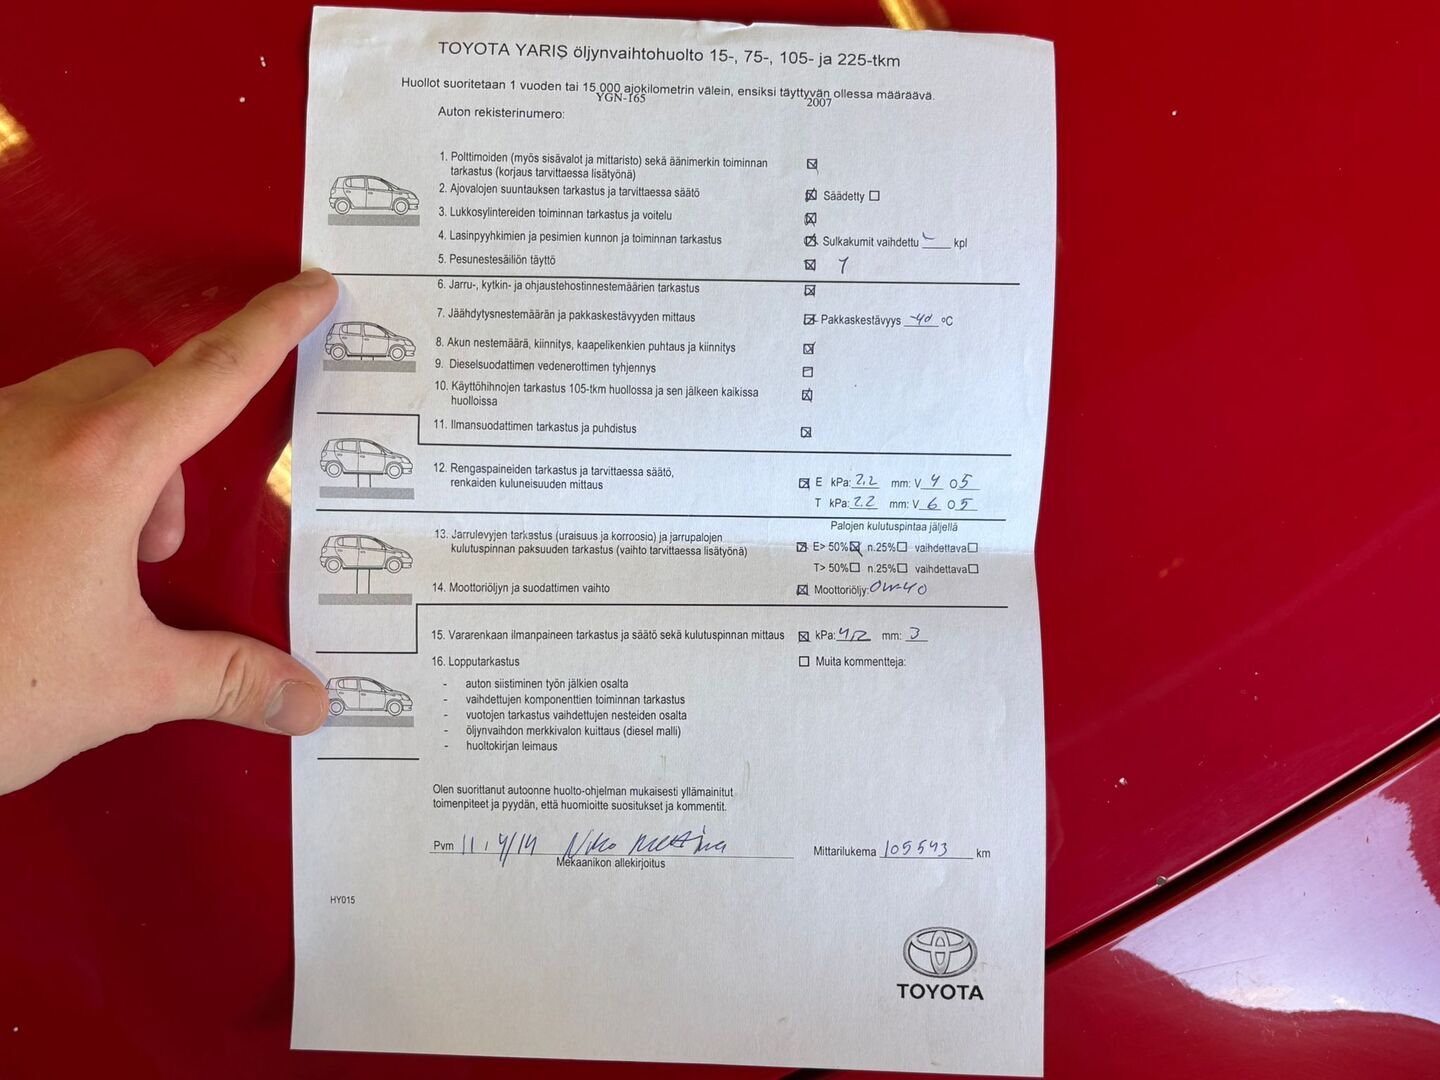 TOYOTA YARIS öljynvaihtohuolto 15-, 75-, 105- ja 225-tkm
Huollot suoritetaan 1 vuoden tai 15 000 ajokilometrin välein, ensiksi täyttyvän ollessa määräävä.
YGN-165 2007
Auton rekisterinumero:
1. Polttimoiden (myös sisävalot ja mittaristo) sekä äänimerkin toiminnan
tarkastus (korjaus tarvittaessa lisätyönä)
2. Ajovalojen suuntauksen tarkastus ja tarvittaessa säätö Säädetty
3. Lukkosylintereiden toiminnan tarkastus ja voitelu
4. Lasinpyyhkimien ja pesimien kunnon ja toiminnan tarkastus Sulkakumit vaihdettu kpl
5. Pesunestesäiliön täyttö 1
6. Jarru-, kytkin- ja ohjaustehostinnestemäärien tarkastus
7. Jäähdytysnestemäärän ja pakkaskestävyyden mittaus Pakkaskestävyys -40 °C
8. Akun nestemäärä, kiinnitys, kaapelikenkien puhtaus ja kiinnitys
9. Dieselsuodattimen vedenerottimen tyhjennys
10. Käyttöhihnojen tarkastus 105-tkm huollossa ja sen jälkeen kaikissa
huolloissa
11. Ilmansuodattimen tarkastus ja puhdistus
12. Rengaspaineiden tarkastus ja tarvittaessa säätö, E kPa: 2.2 mm: V 4 O 5
renkaiden kuluneisuuden mittaus T kPa: 2.2 mm: V 6 O 5
Palojen kulutuspintaa jäljellä
13. Jarrulevyjen tarkastus (uraisuus ja korroosio) ja jarrupalojen E> 50% n.25% vaihdettava
kulutuspinnan paksuuden tarkastus (vaihto tarvittaessa lisätyönä) T> 50% n.25% vaihdettava
14. Moottoriöljyn ja suodattimen vaihto Moottoriöljy: 0w-40
15. Vararenkaan ilmanpaineen tarkastus ja säätö sekä kulutuspinnan mittaus kPa: 4,2 mm: 3
16. Lopputarkastus Muita kommentteja:
- auton siistiminen työn jälkien osalta
- vaihdettujen komponenttien toiminnan tarkastus
- vuotojen tarkastus vaihdettujen nesteiden osalta
- öljynvaihdon merkkivalon kuittaus (diesel malli)
- huoltokirjan leimaus
Olen suorittanut autoonne huolto-ohjelman mukaisesti yllämainitut
toimenpiteet ja pyydän, että huomioitte suositukset ja kommentit.
Pvm 11.4/14 Niko Mittarilukema 105543 km
Mekaanikon allekirjoitus
HY015
TOYOTA